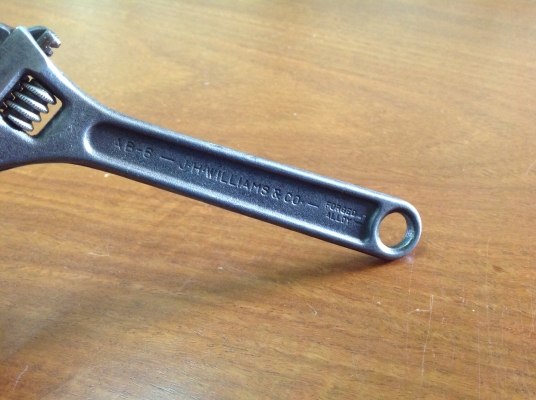 AB-6 — J.H.WILLIAMS & CO. — FORGED
ALLOY